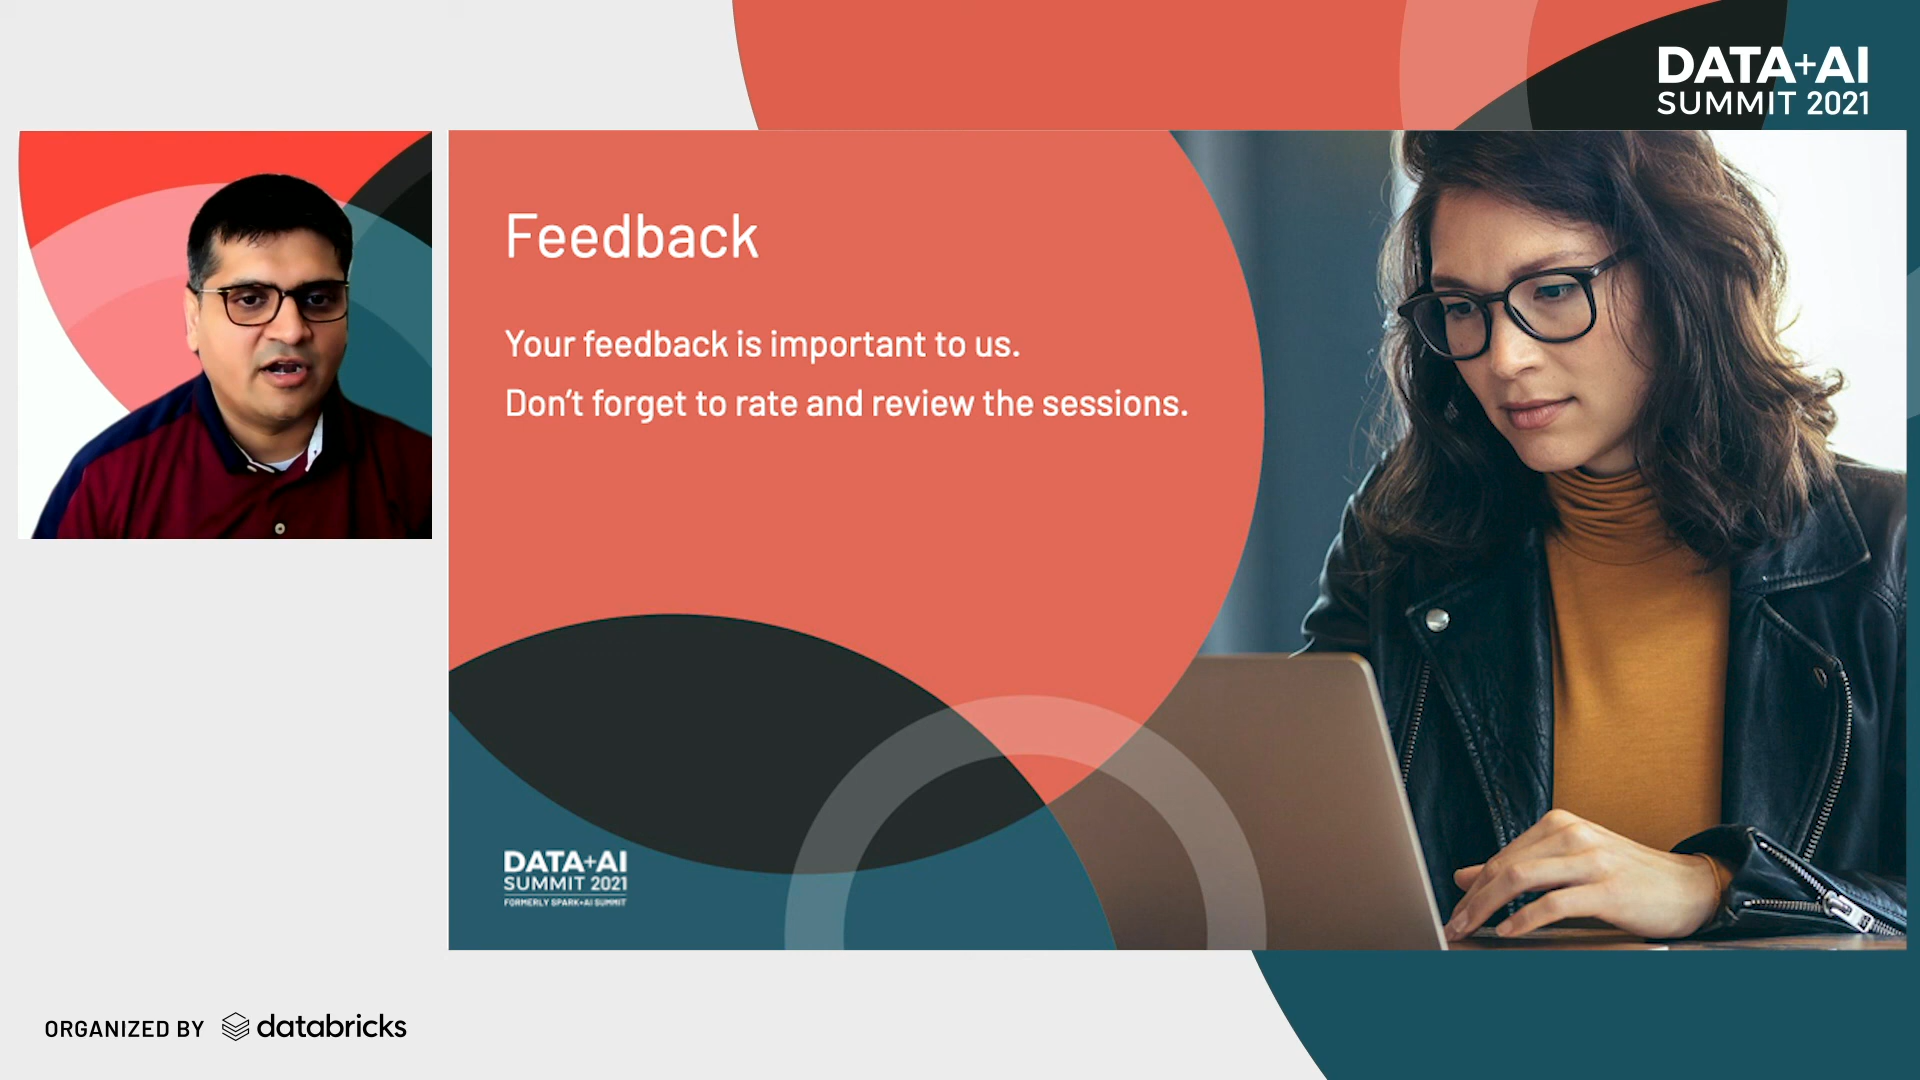 DATA+AI
SUMMIT 2021
Feedback
Your feedback is important to us.
Don't forget to rate and review the sessions.
DATA+AI
SUMMIT 2021
FORMERLY SPARK+AI SUMMIT
ORGANIZED BY databricks